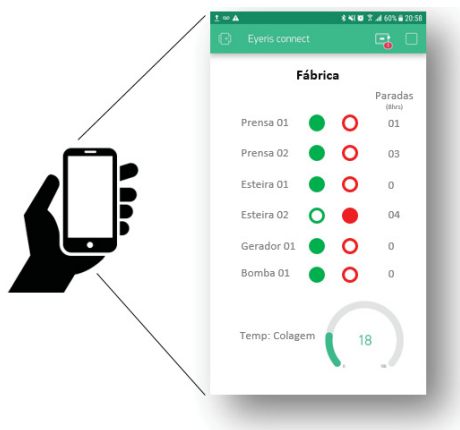 60% 20:58
Eyeris connect
Fábrica
Paradas
(8hrs)
Prensa 01 01
Prensa 02 03
Esteira 01 0
Esteira 02 04
Gerador 01 0
Bomba 01 0
Temp: Colagem 18